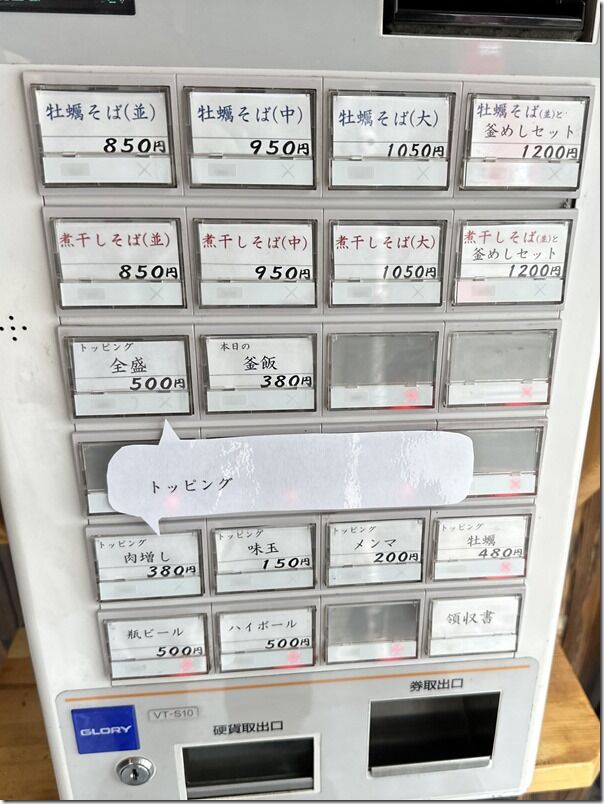 牡蠣そば(並)
850円
牡蠣そば(中)
950円
牡蠣そば(大)
1050円
牡蠣そば(並)と
釜めしセット
1200円
煮干しそば(並)
850円
煮干しそば(中)
950円
煮干しそば(大)
1050円
煮干しそば(並)と
釜めしセット
1200円
トッピング
全盛
500円
本日の
釜飯
380円
トッピング
トッピング
肉増し
380円
トッピング
味玉
150円
トッピング
メンマ
200円
トッピング
牡蠣
480円
瓶ビール
500円
ハイボール
500円
領収書
GLORY
VT-S10
硬貨取出口
券取出口